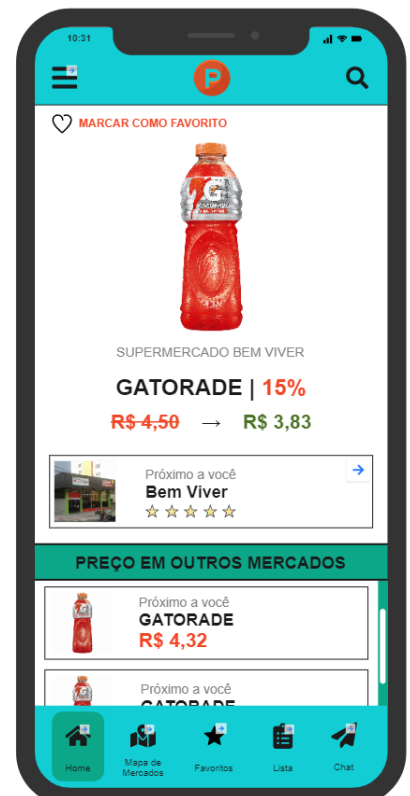 10:31
P
MARCAR COMO FAVORITO
G
SUPERMERCADO BEM VIVER
GATORADE | 15%
R$ 4,50 → R$ 3,83
Próximo a você
Bem Viver
PREÇO EM OUTROS MERCADOS
Próximo a você
GATORADE
R$ 4,32
Próximo a você
GATORADE
Home
Mapa de
Mercados
Favoritos
Lista
Chat